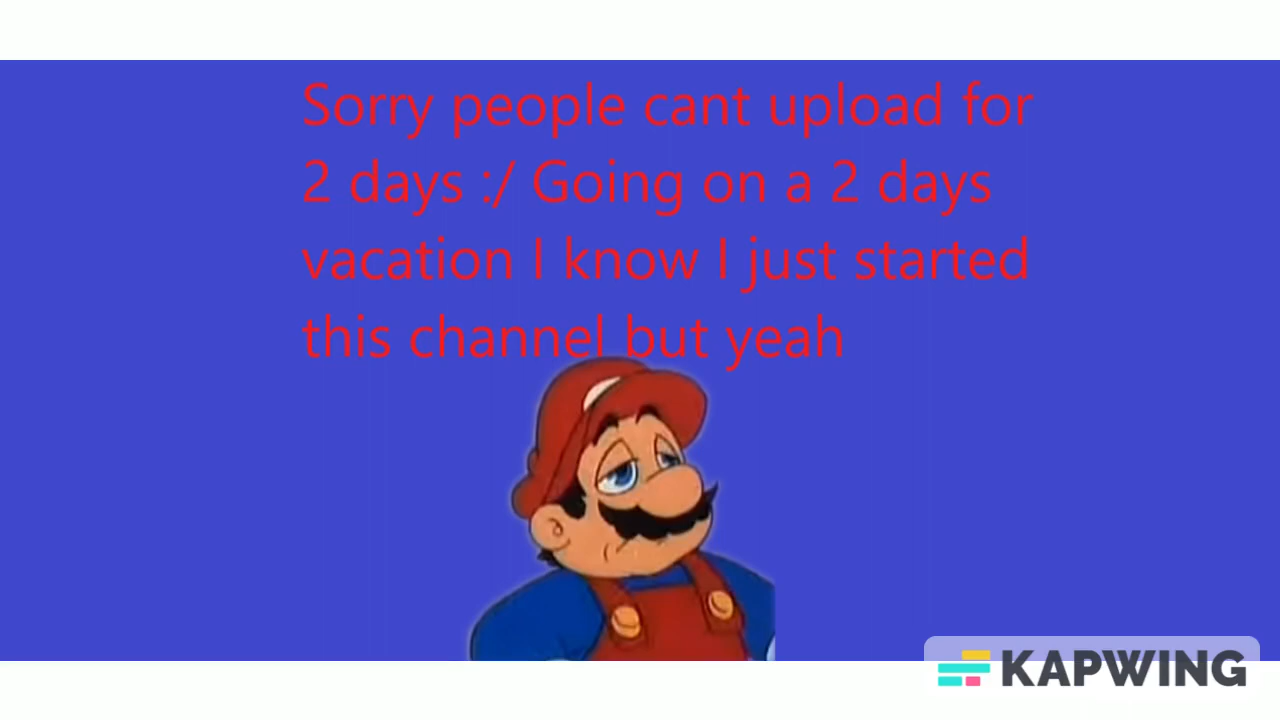 Sorry people cant upload for
2 days :/ Going on a 2 days
vacation I know I just started
this channel but yeah
KAPWING